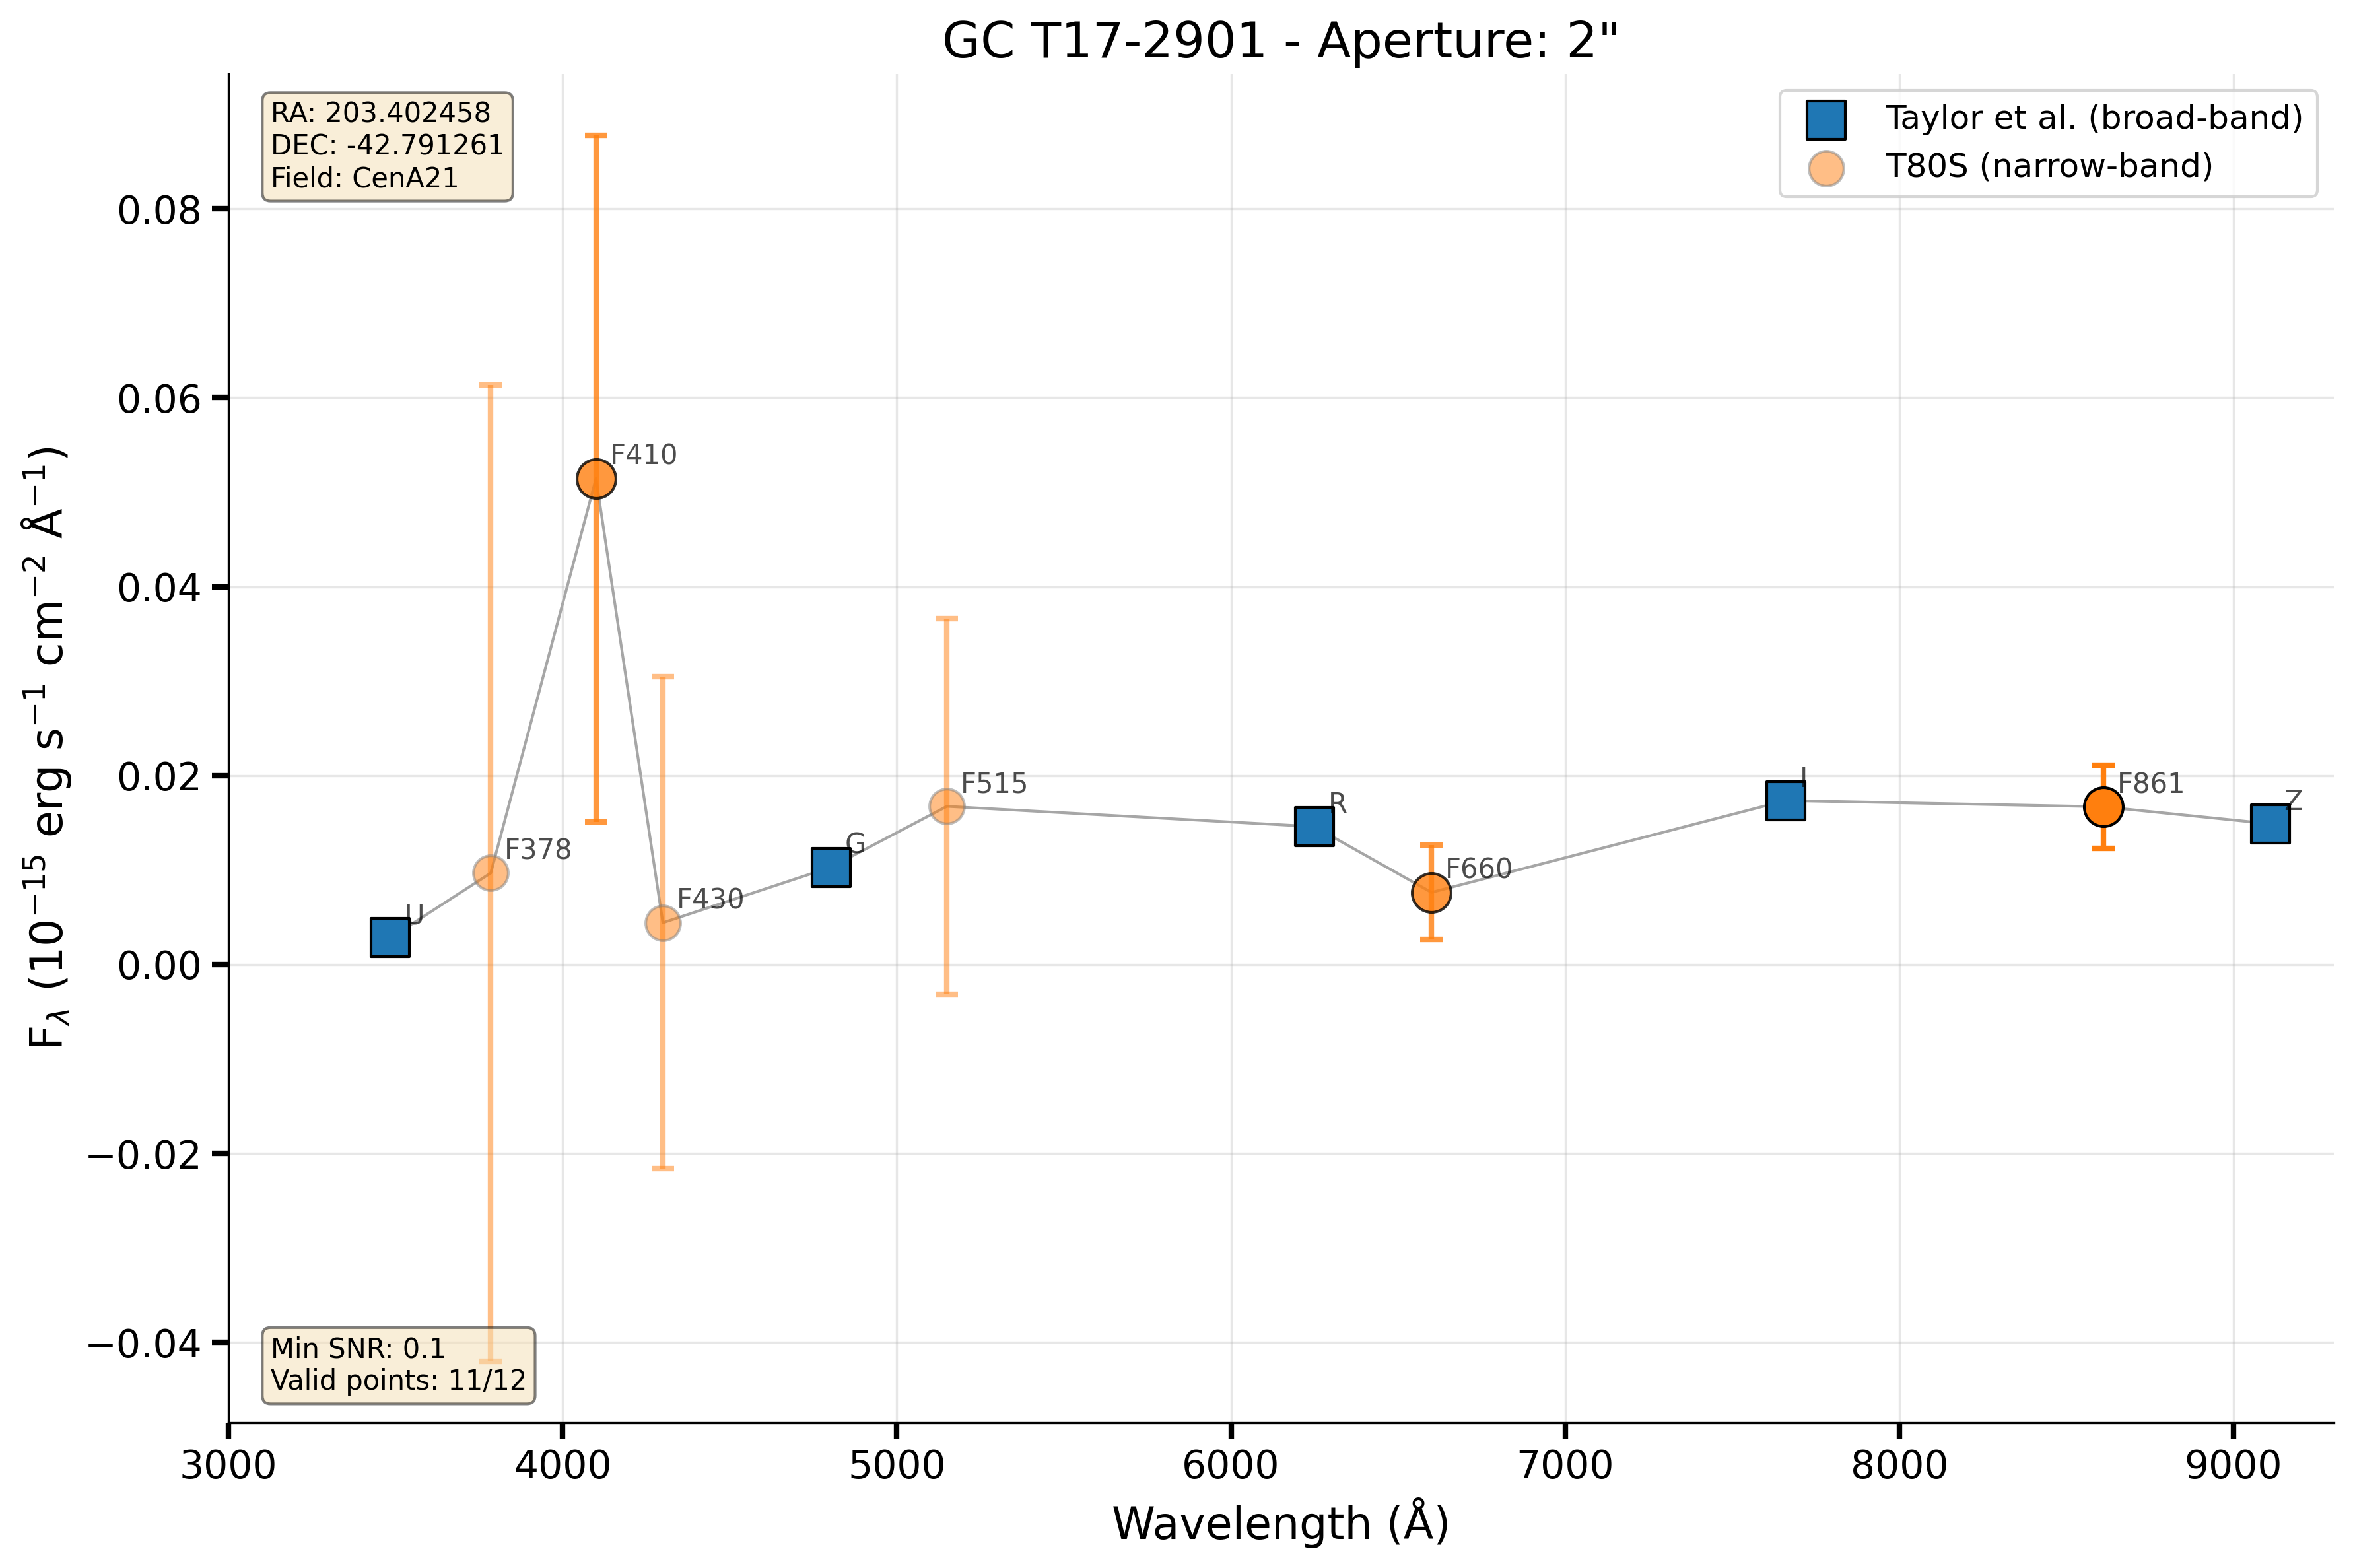 GC T17-2901 - Aperture: 2"
RA: 203.402458
DEC: -42.791261
Field: CenA21
Taylor et al. (broad-band)
T80S (narrow-band)
F_λ (10⁻¹⁵ erg s⁻¹ cm⁻² Å⁻¹)
0.08
0.06
0.04
0.02
0.00
−0.02
−0.04
U
F378
F410
F430
G
F515
R
F660
I
F861
Z
Min SNR: 0.1
Valid points: 11/12
3000 4000 5000 6000 7000 8000 9000
Wavelength (Å)